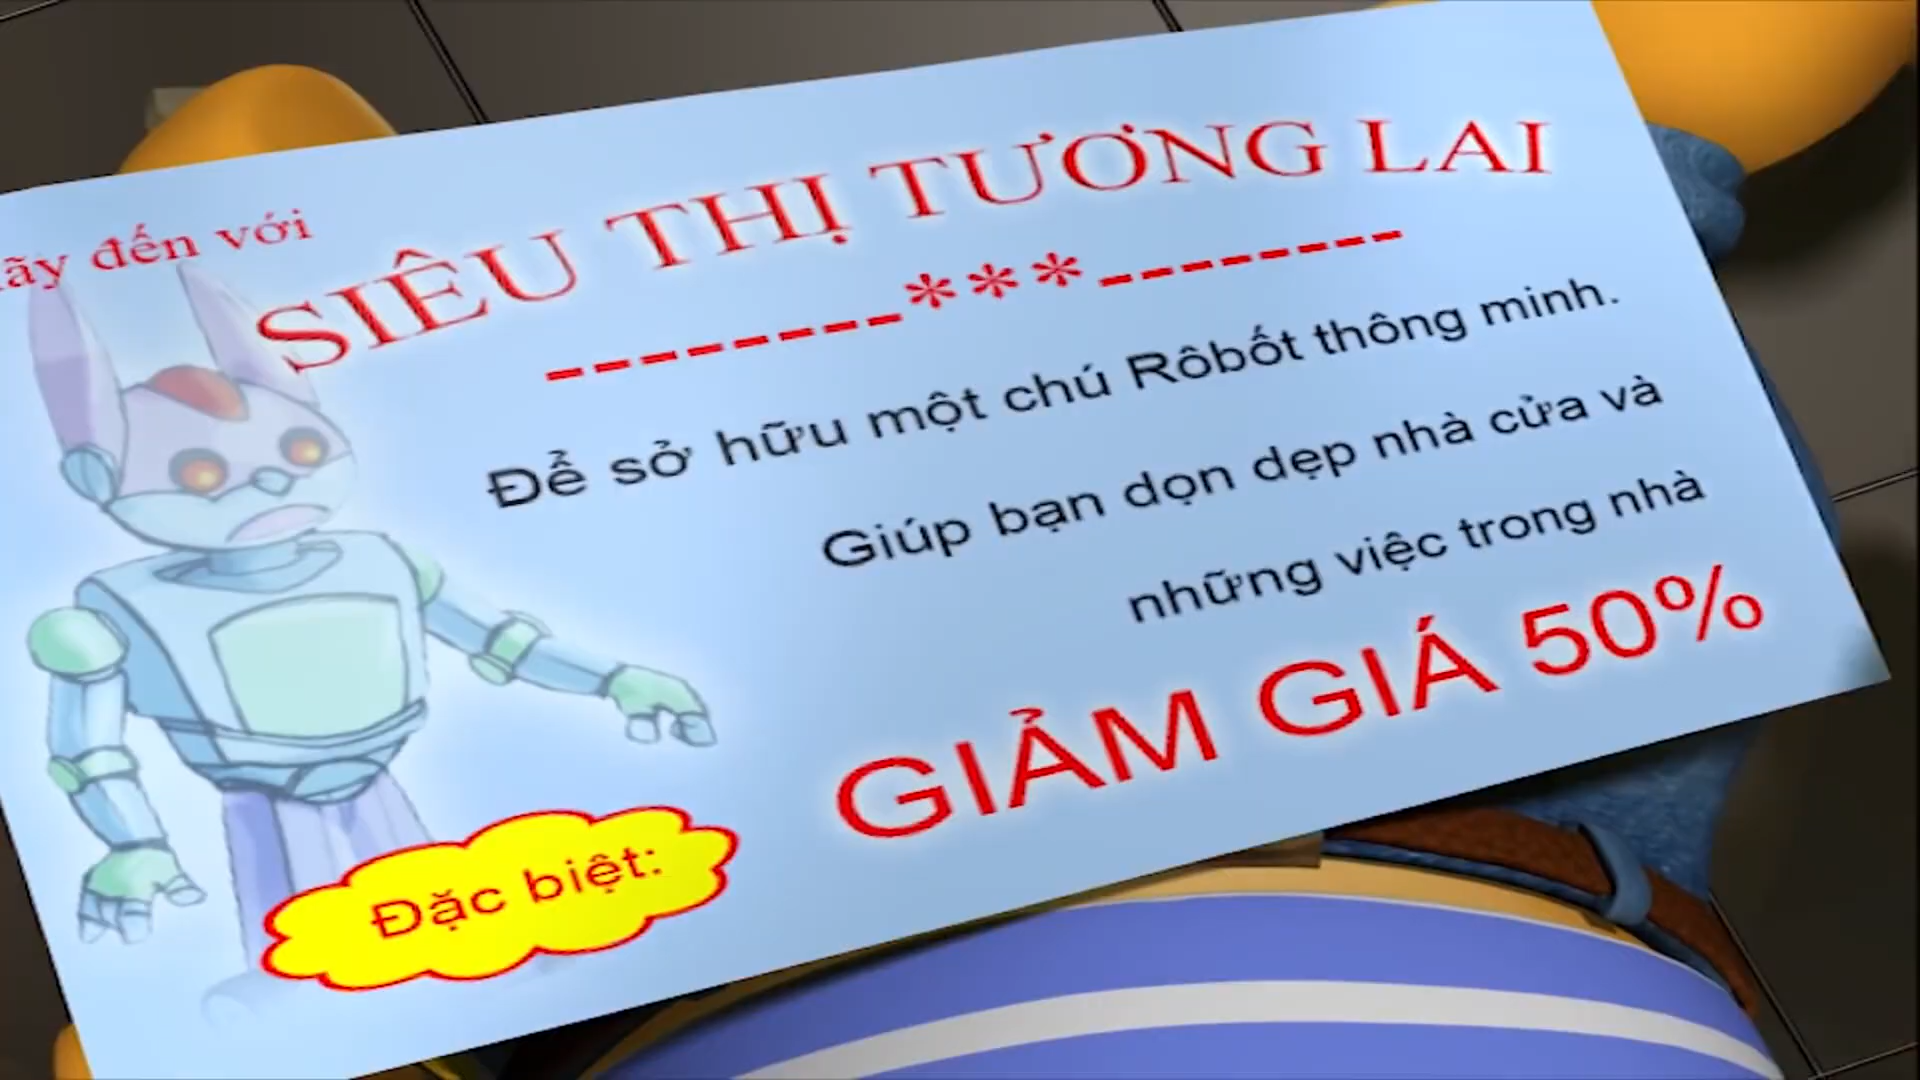 đến với
SIÊU THỊ TƯƠNG LAI
--------***--------
Để sở hữu một chú Rôbốt thông minh.
Giúp bạn dọn dẹp nhà cửa và
những việc trong nhà
Đặc biệt:
GIẢM GIÁ 50%